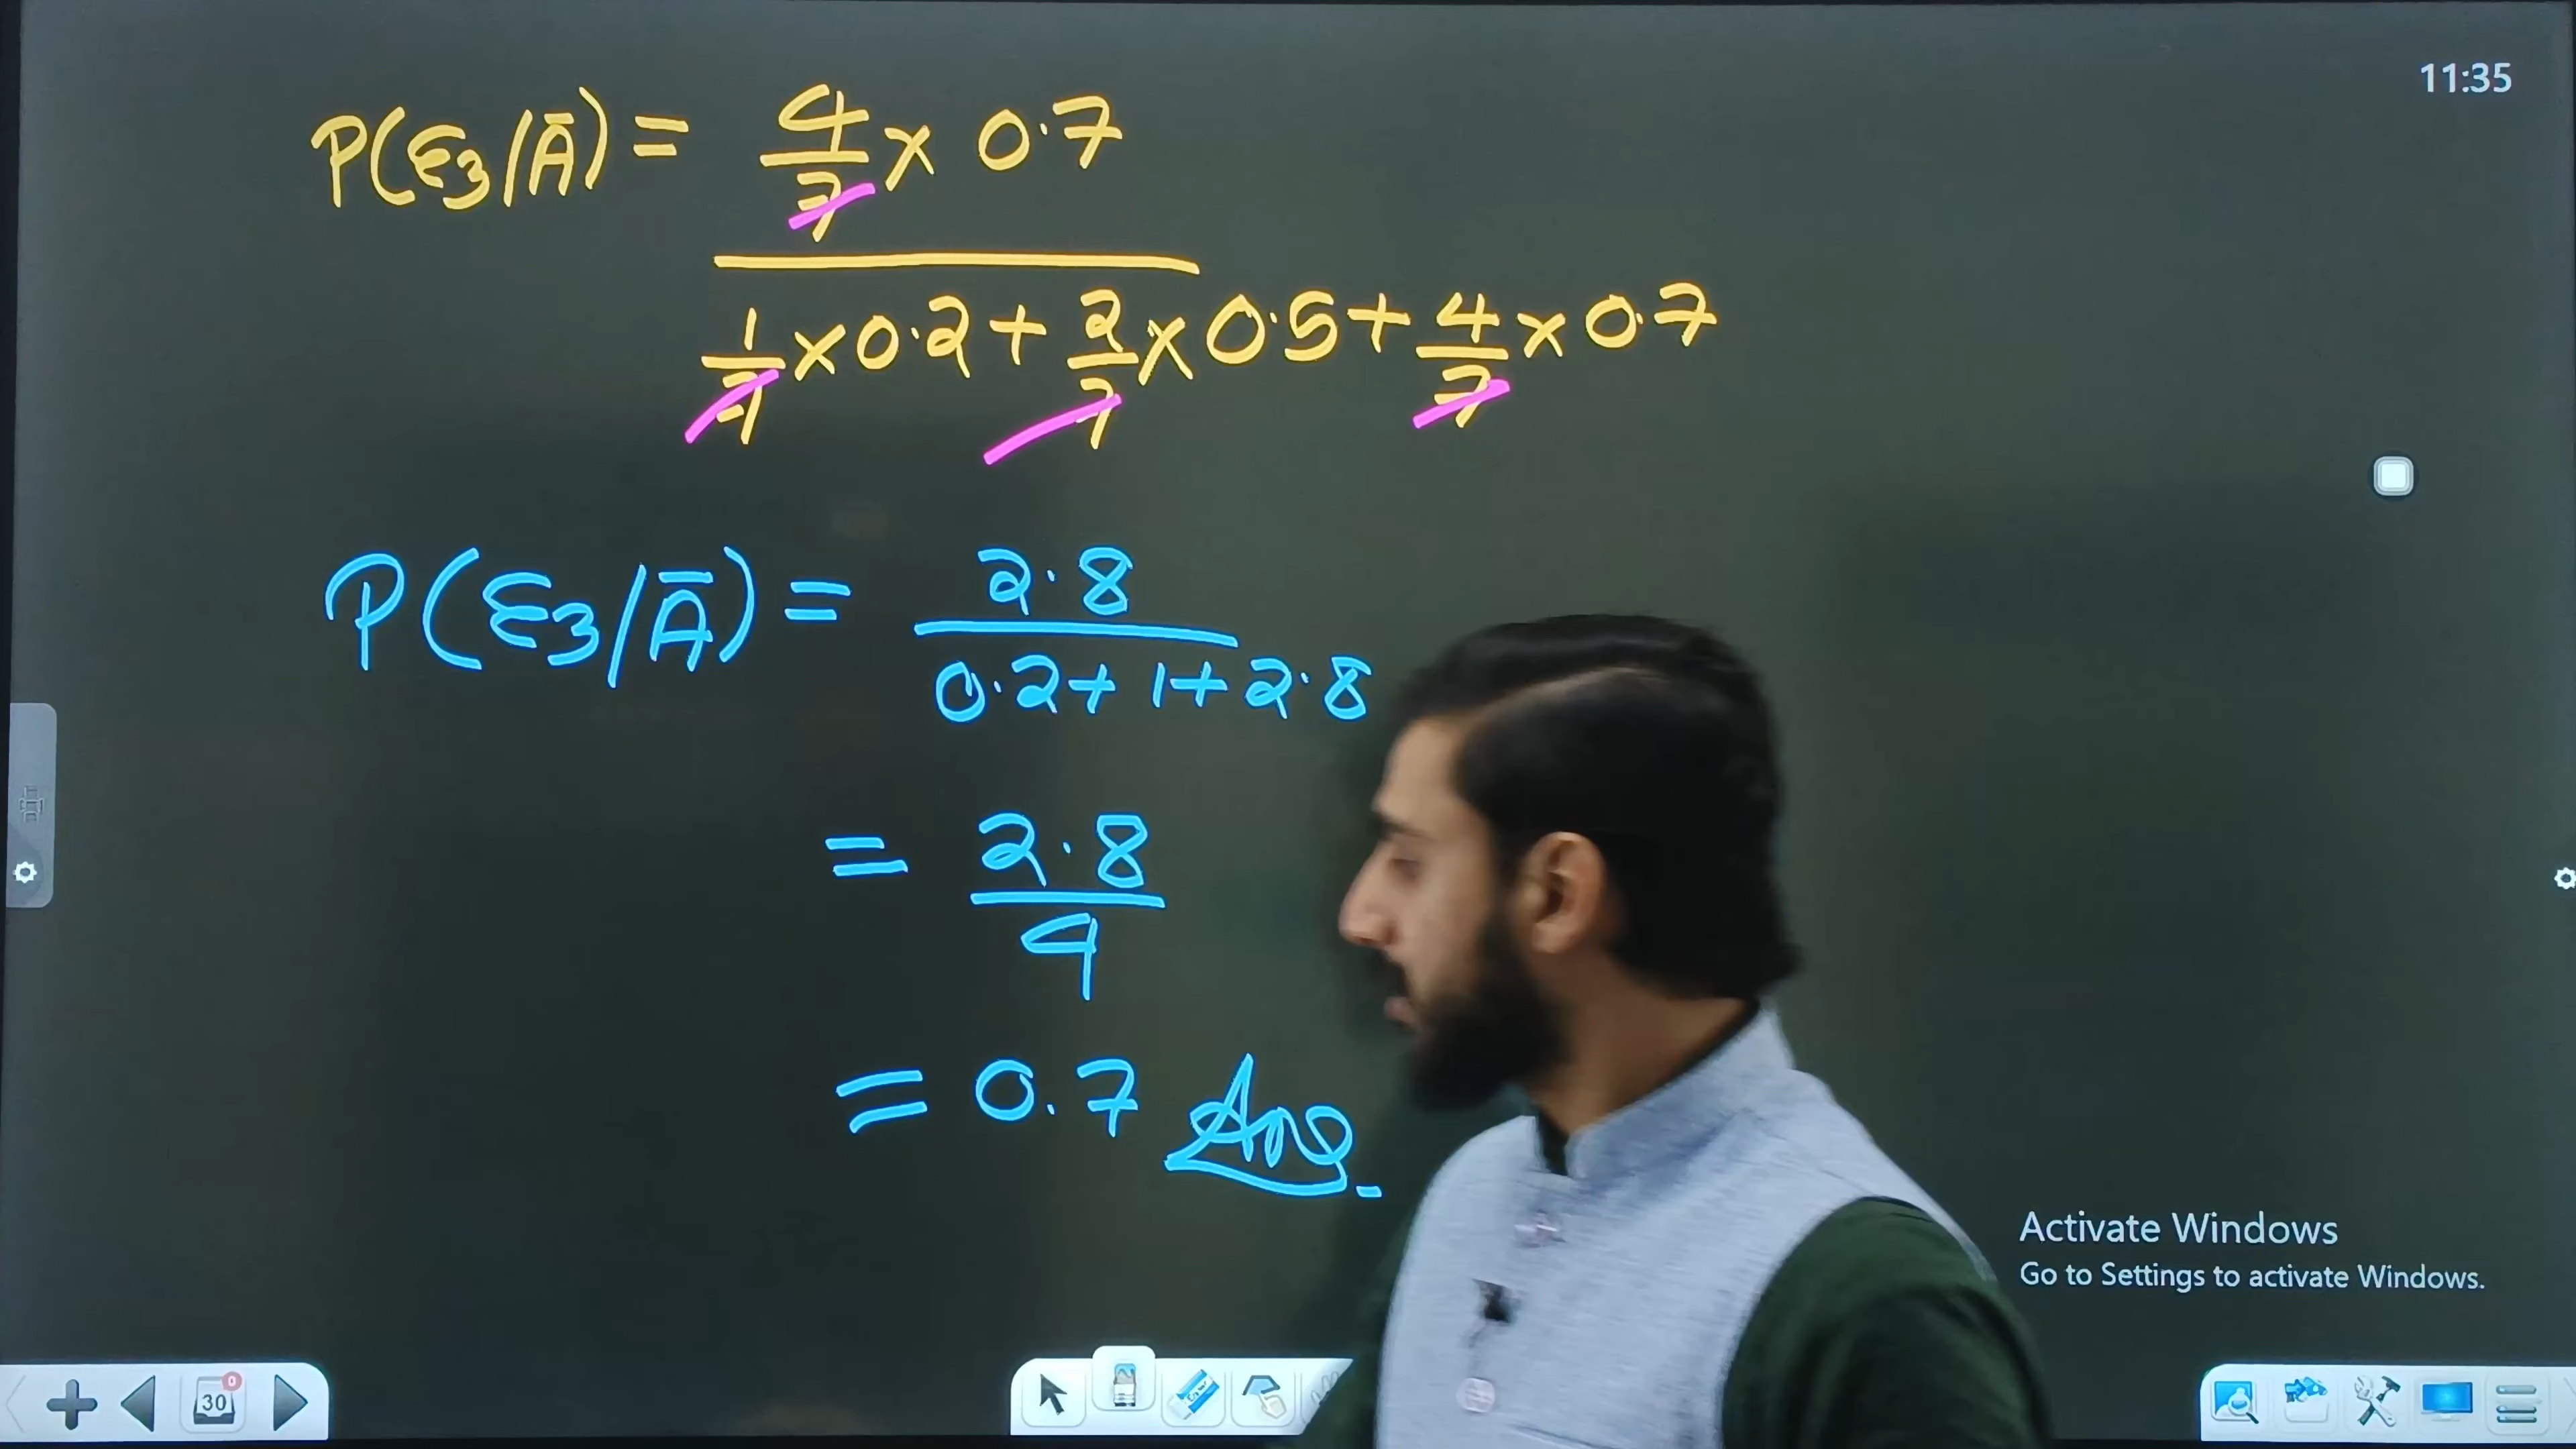 11:35
P(E3/Ā) = 4/7 × 0.7
1/7 × 0.2 + 2/7 × 0.5 + 4/7 × 0.7
P(E3/Ā) = 2.8
0.2 + 1 + 2.8
= 2.8/4
= 0.7 Ans.
Activate Windows
Go to Settings to activate Windows.
30
0